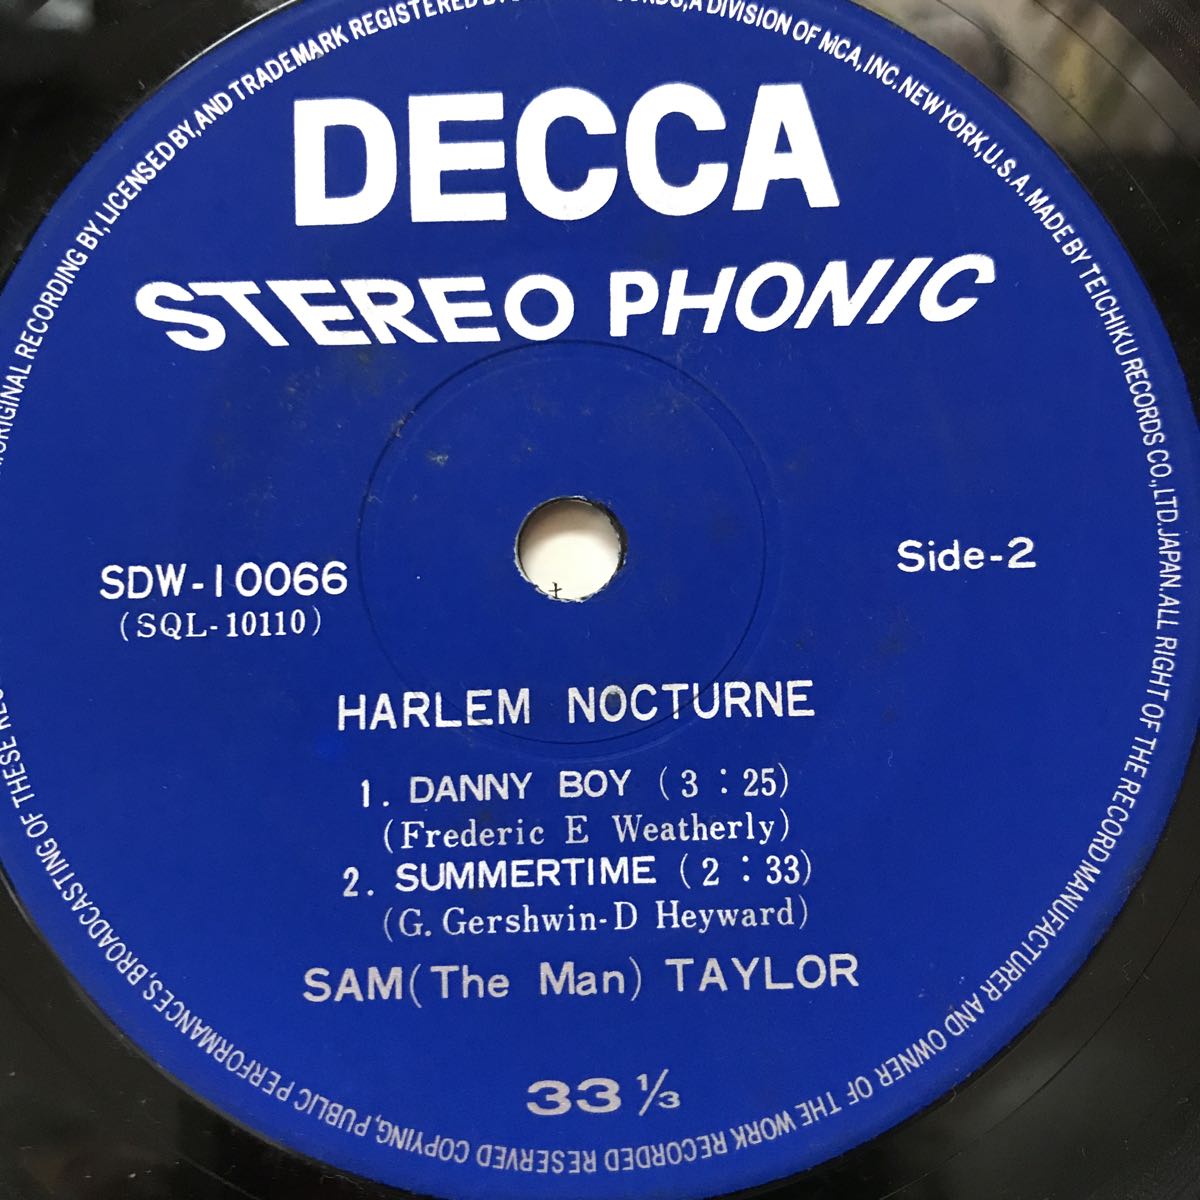 DECCA
STEREO PHONIC
SDW-10066
(SQL-10110)
Side-2
HARLEM NOCTURNE
1. DANNY BOY (3:25)
(Frederic E Weatherly)
2. SUMMERTIME (2:33)
(G. Gershwin-D Heyward)
SAM(The Man) TAYLOR
33 1/3
ORIGINAL RECORDING BY, LICENSED BY, AND TRADEMARK REGISTERED BY RECORDS, A DIVISION OF MCA, INC. NEW YORK, U.S.A. MADE BY TEICHIKU RECORDS CO., LTD. JAPAN. ALL RIGHT OF THE RECORD MANUFACTURER AND OWNER OF THE WORK RECORDED RESERVED COPYING, PUBLIC PERFORMANCES, BROADCASTING OF THESE